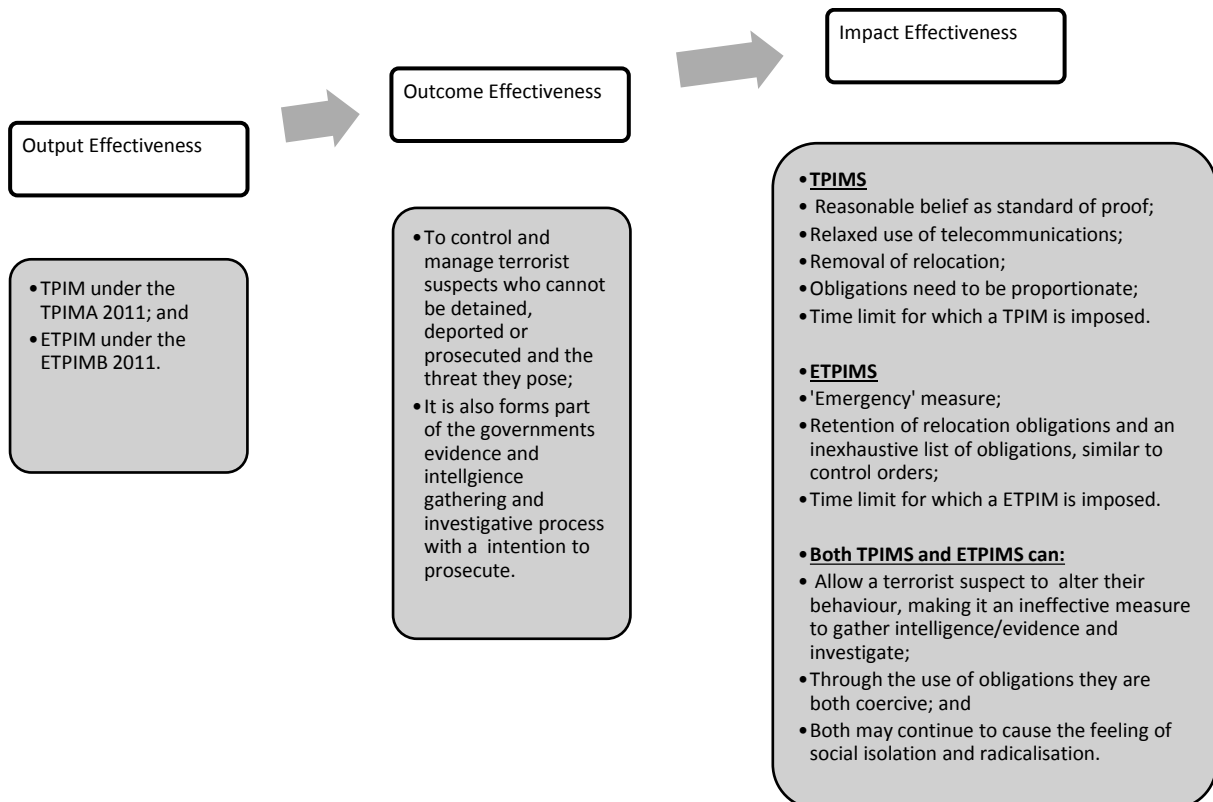 Output Effectiveness
•TPIM under the
TPIMA 2011; and
•ETPIM under the
ETPIMB 2011.
Outcome Effectiveness
•To control and
manage terrorist
suspects who cannot
be detained,
deported or
prosecuted and the
threat they pose;
•It is also forms part
of the governments
evidence and
intellgience
gathering and
investigative process
with a intention to
prosecute.
Impact Effectiveness
•TPIMS
• Reasonable belief as standard of proof;
•Relaxed use of telecommunications;
•Removal of relocation;
•Obligations need to be proportionate;
•Time limit for which a TPIM is imposed.
•ETPIMS
•'Emergency' measure;
•Retention of relocation obligations and an
inexhaustive list of obligations, similar to
control orders;
•Time limit for which a ETPIM is imposed.
•Both TPIMS and ETPIMS can:
• Allow a terrorist suspect to alter their
behaviour, making it an ineffective measure
to gather intelligence/evidence and
investigate;
•Through the use of obligations they are
both coercive; and
•Both may continue to cause the feeling of
social isolation and radicalisation.